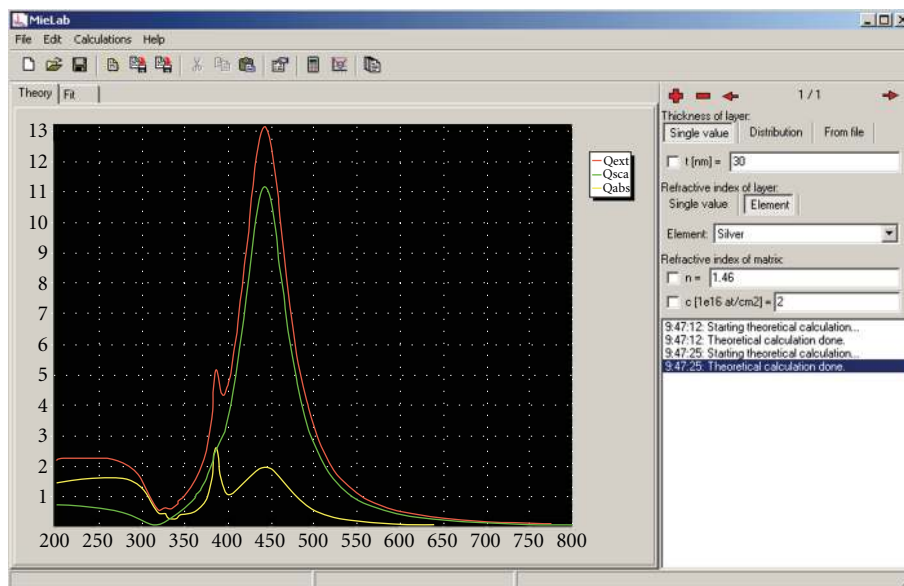 MieLab
File Edit Calculations Help
Theory Fit
1 / 1
Thickness of layer:
Single value Distribution From file
t [nm] = 30
Refractive index of layer:
Single value Element
Element: Silver
Refractive index of matrix:
n = 1.46
c [1e16 at/cm2] = 2
9:47:12: Starting theoretical calculation...
9:47:12: Theoretical calculation done.
9:47:25: Starting theoretical calculation...
9:47:25: Theoretical calculation done.
Qext
Qsca
Qabs
13
12
11
10
9
8
7
6
5
4
3
2
1
200 250 300 350 400 450 500 550 600 650 700 750 800